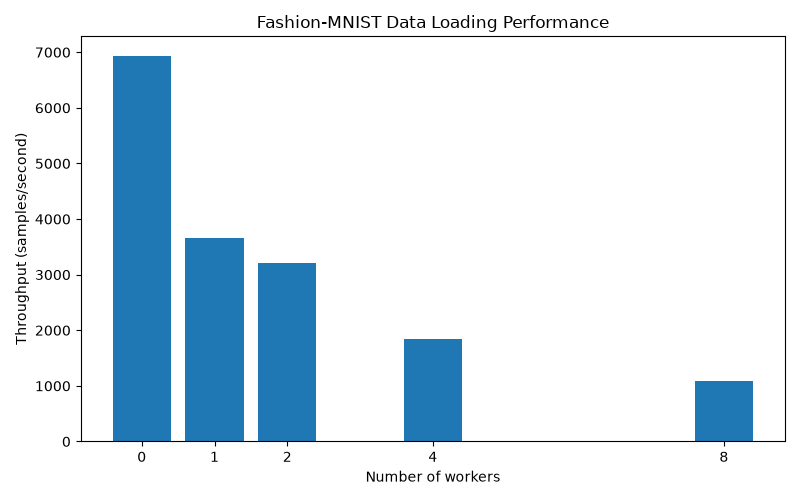 Fashion-MNIST Data Loading Performance
Throughput (samples/second)
7000
6000
5000
4000
3000
2000
1000
0
0 1 2 4 8
Number of workers